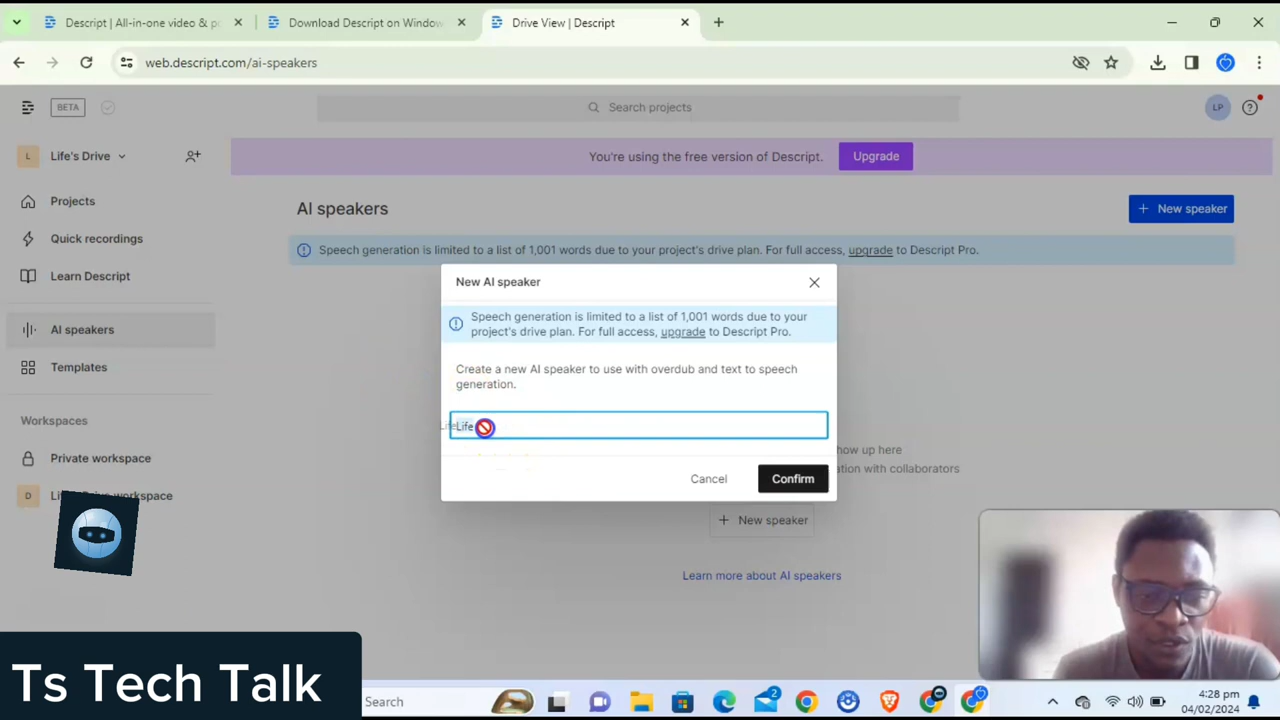 Descript | All-in-one video & po
Download Descript on Window
Drive View | Descript
web.descript.com/ai-speakers
BETA
Search projects
LP
L
Life's Drive
You're using the free version of Descript.
Upgrade
Projects
AI speakers
New speaker
Quick recordings
Speech generation is limited to a list of 1,001 words due to your project's drive plan. For full access, upgrade to Descript Pro.
Learn Descript
New AI speaker
Speech generation is limited to a list of 1,001 words due to your
project's drive plan. For full access, upgrade to Descript Pro.
AI speakers
Templates
Create a new AI speaker to use with overdub and text to speech
generation.
Workspaces
Life
Life
how up here
Private workspace
ation with collaborators
Cancel
Confirm
D
Life's Drive workspace
New speaker
Learn more about AI speakers
Ts Tech Talk
Search
2
4:28 pm
04/02/2024